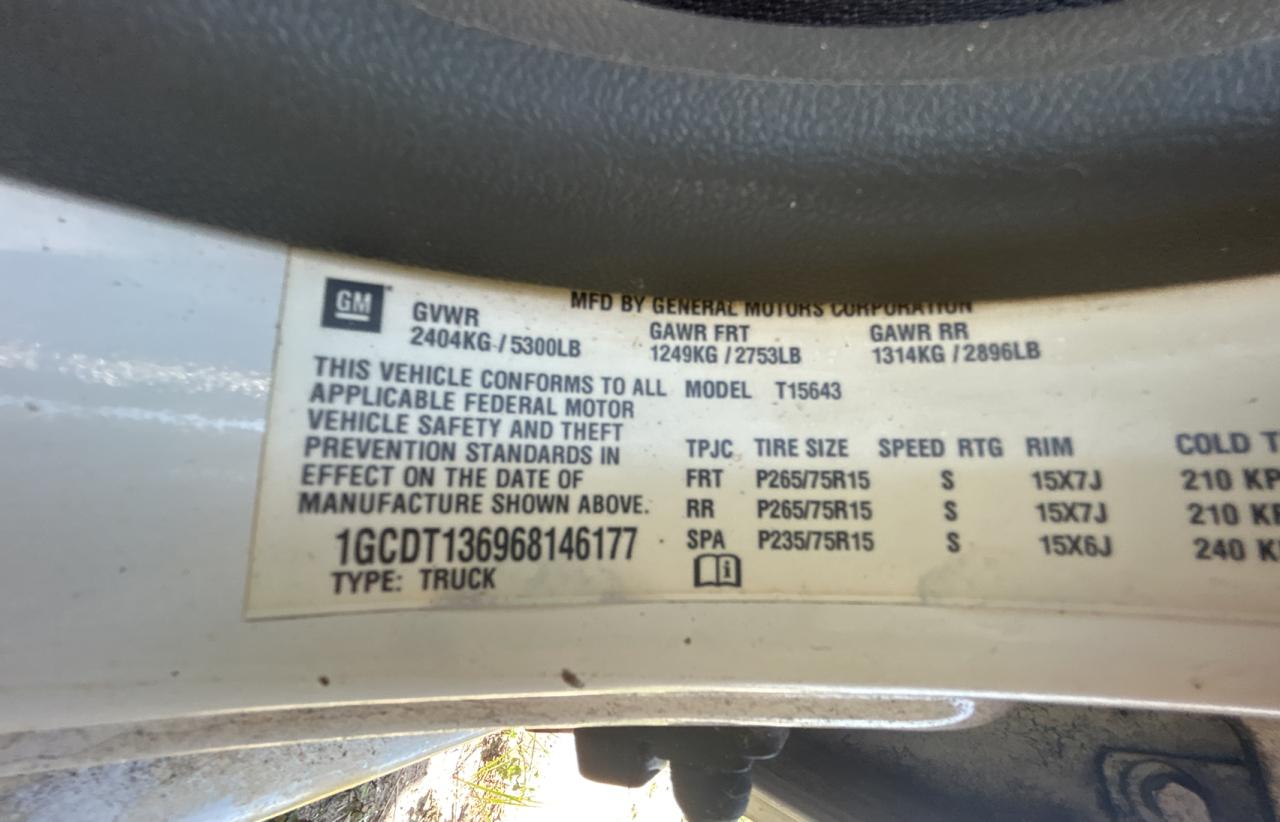 GM
MFD BY GENERAL MOTORS CORPORATION
GVWR GAWR FRT GAWR RR
2404KG / 5300LB 1249KG / 2753LB 1314KG / 2896LB
THIS VEHICLE CONFORMS TO ALL
APPLICABLE FEDERAL MOTOR
VEHICLE SAFETY AND THEFT
PREVENTION STANDARDS IN
EFFECT ON THE DATE OF
MANUFACTURE SHOWN ABOVE.
1GCDT136968146177
TYPE: TRUCK
MODEL T15643
TPJC TIRE SIZE SPEED RTG RIM COLD T
FRT P265/75R15 S 15X7J 210 KP
RR P265/75R15 S 15X7J 210 KP
SPA P235/75R15 S 15X6J 240 K